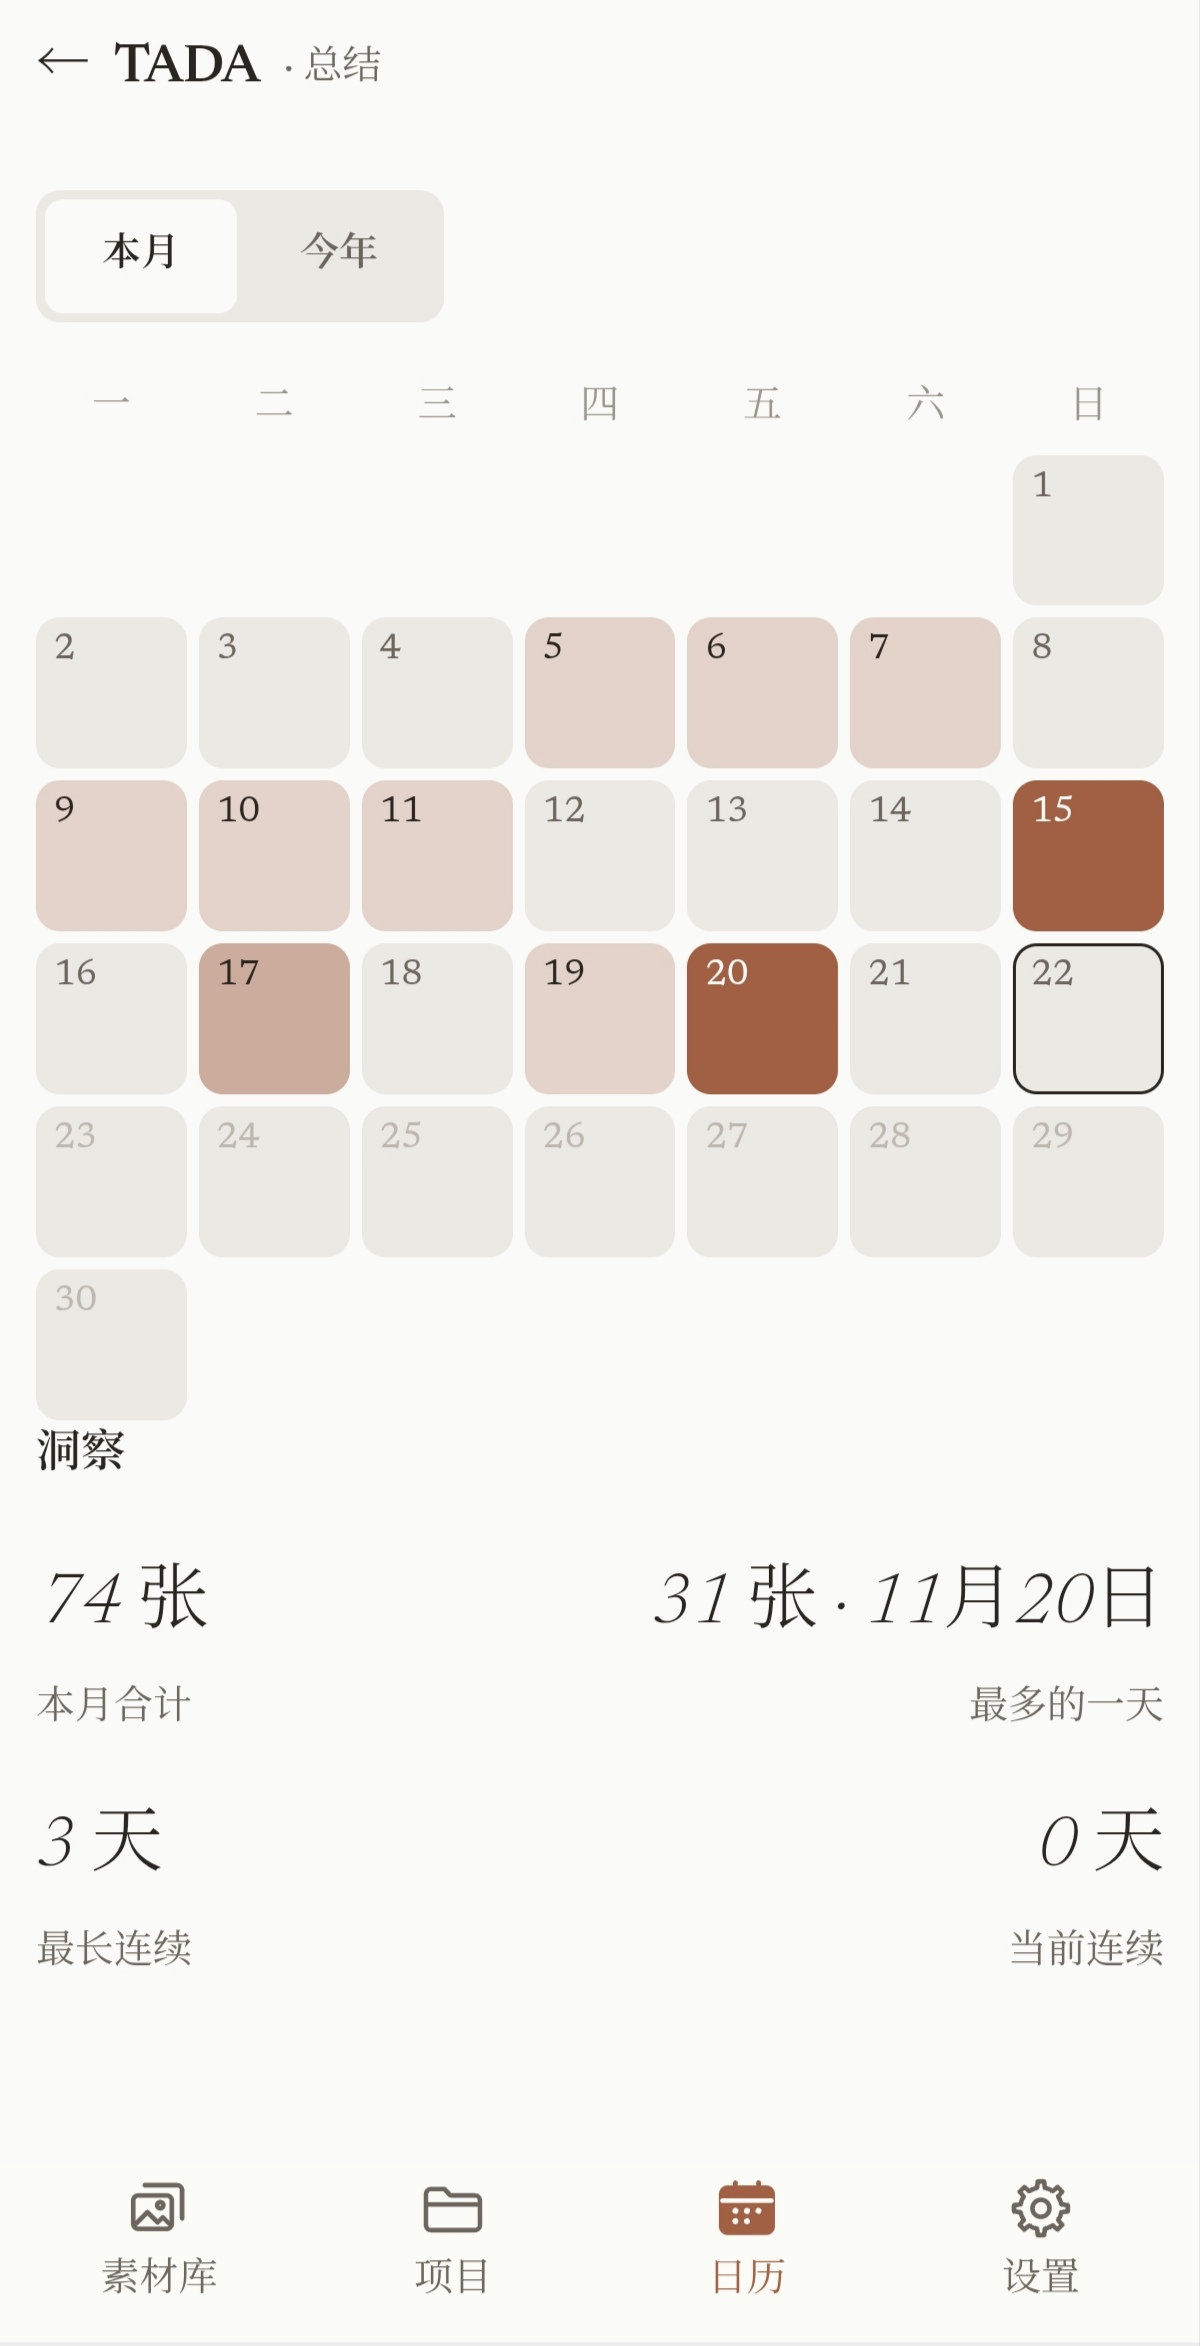 ← TADA · 总结
本月 今年
一 二 三 四 五 六 日
1
2 3 4 5 6 7 8
9 10 11 12 13 14 15
16 17 18 19 20 21 22
23 24 25 26 27 28 29
30
洞察
74 张 31 张 · 11月20日
本月合计 最多的一天
3 天 0 天
最长连续 当前连续
素材库 项目 日历 设置